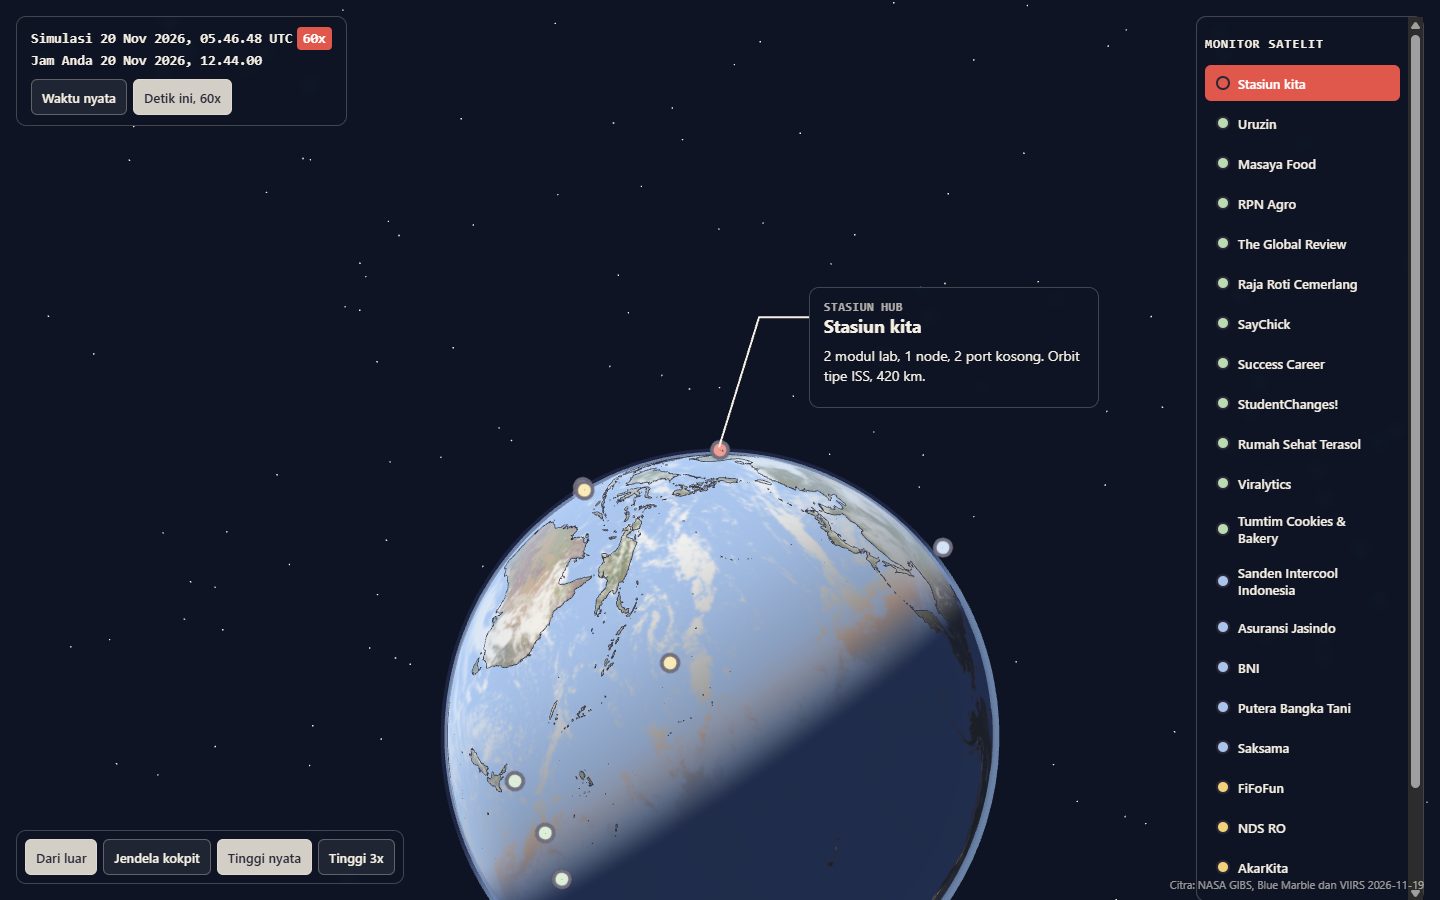 Simulasi 20 Nov 2026, 05.46.48 UTC 60x
Jam Anda 20 Nov 2026, 12.44.00
Waktu nyata
Detik ini, 60x
STASIUN HUB
Stasiun kita
2 modul lab, 1 node, 2 port kosong. Orbit
tipe ISS, 420 km.
MONITOR SATELIT
Stasiun kita
Uruzin
Masaya Food
RPN Agro
The Global Review
Raja Roti Cemerlang
SayChick
Success Career
StudentChanges!
Rumah Sehat Terasol
Viralytics
Tumtim Cookies &
Bakery
Sanden Intercool
Indonesia
Asuransi Jasindo
BNI
Putera Bangka Tani
Saksama
FiFoFun
NDS RO
AkarKita
Dari luar
Jendela kokpit
Tinggi nyata
Tinggi 3x
Citra: NASA GIBS, Blue Marble dan VIIRS 2026-11-19